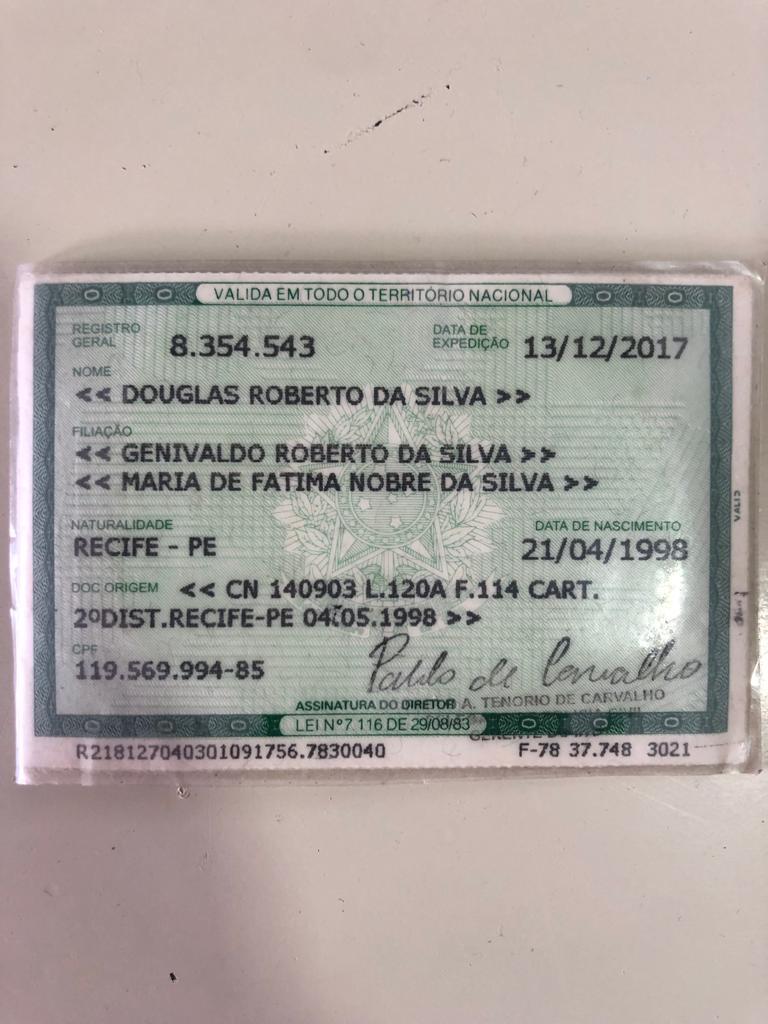 VÁLIDA EM TODO O TERRITÓRIO NACIONAL
REGISTRO GERAL 8.354.543 DATA DE EXPEDIÇÃO 13/12/2017
NOME
<< DOUGLAS ROBERTO DA SILVA >>
FILIAÇÃO
<< GENIVALDO ROBERTO DA SILVA >>
<< MARIA DE FATIMA NOBRE DA SILVA >>
NATURALIDADE DATA DE NASCIMENTO
RECIFE - PE 21/04/1998
DOC ORIGEM << CN 140903 L.120A F.114 CART.
2ºDIST.RECIFE-PE 04.05.1998 >>
CPF
119.569.994-85
Pablo de Carvalho
ASSINATURA DO DIRETOR A. TENORIO DE CARVALHO
LEI Nº 7.116 DE 29/08/83
R218127040301091756.7830040 F-78 37.748 3021
VALID